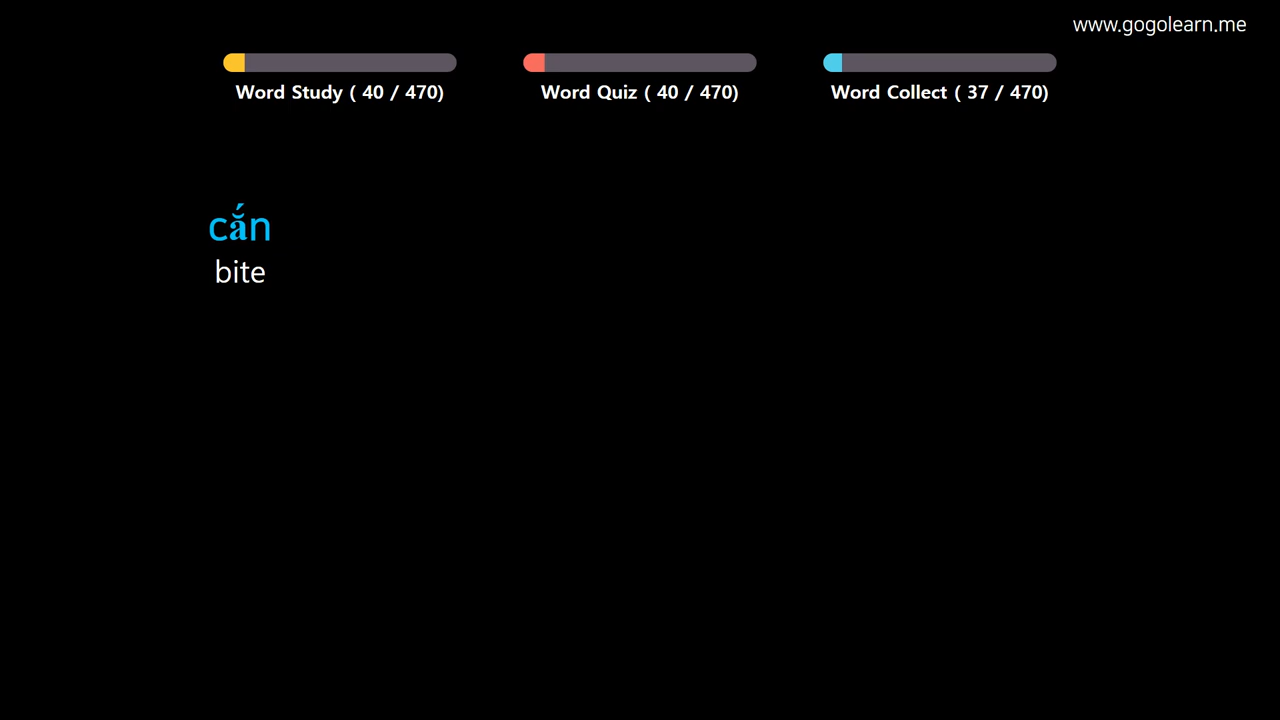 www.gogolearn.me
Word Study ( 40 / 470)
Word Quiz ( 40 / 470)
Word Collect ( 37 / 470)
cắn
bite